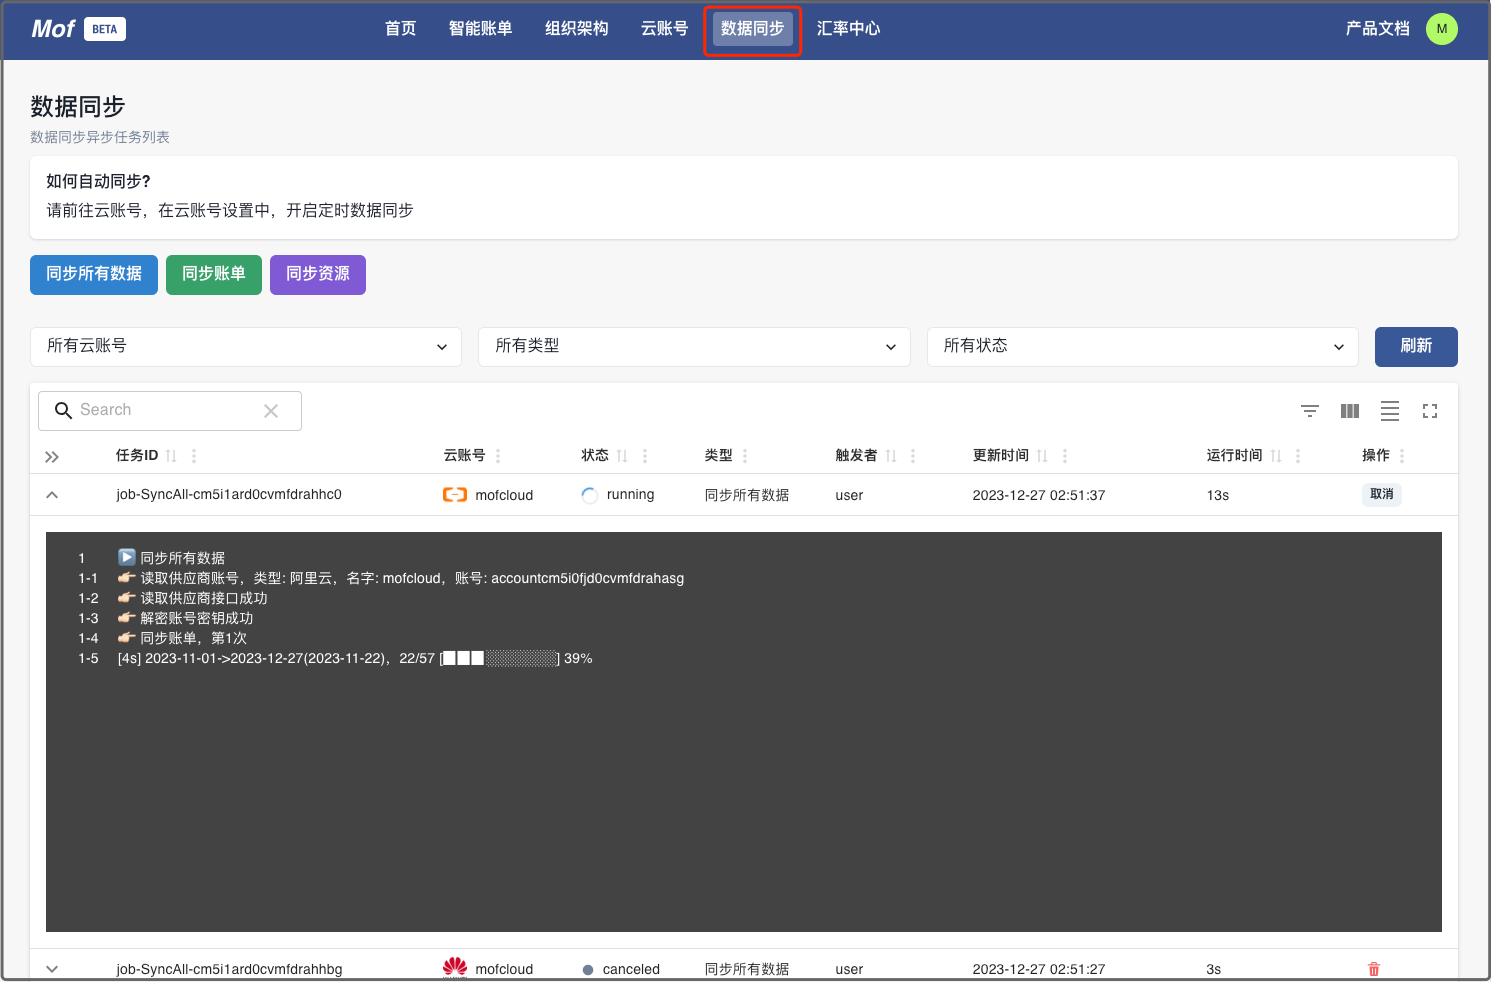 Mof BETA 首页 智能账单 组织架构 云账号 数据同步 汇率中心 产品文档 M
数据同步
数据同步异步任务列表
如何自动同步?
请前往云账号，在云账号设置中，开启定时数据同步
同步所有数据 同步账单 同步资源
所有云账号 所有类型 所有状态 刷新
Search
任务ID 云账号 状态 类型 触发者 更新时间 运行时间 操作
job-SyncAll-cm5i1ard0cvmfdrahhc0 mofcloud running 同步所有数据 user 2023-12-27 02:51:37 13s 取消
1 ▶️ 同步所有数据
1-1 👉🏻 读取供应商账号，类型: 阿里云，名字: mofcloud，账号: accountcm5i0fjd0cvmfdrahasg
1-2 👉🏻 读取供应商接口成功
1-3 👉🏻 解密账号密钥成功
1-4 👉🏻 同步账单，第1次
1-5 [4s] 2023-11-01->2023-12-27(2023-11-22)，22/57 [███░░░░░░░] 39%
job-SyncAll-cm5i1ard0cvmfdrahhbg mofcloud canceled 同步所有数据 user 2023-12-27 02:51:27 3s